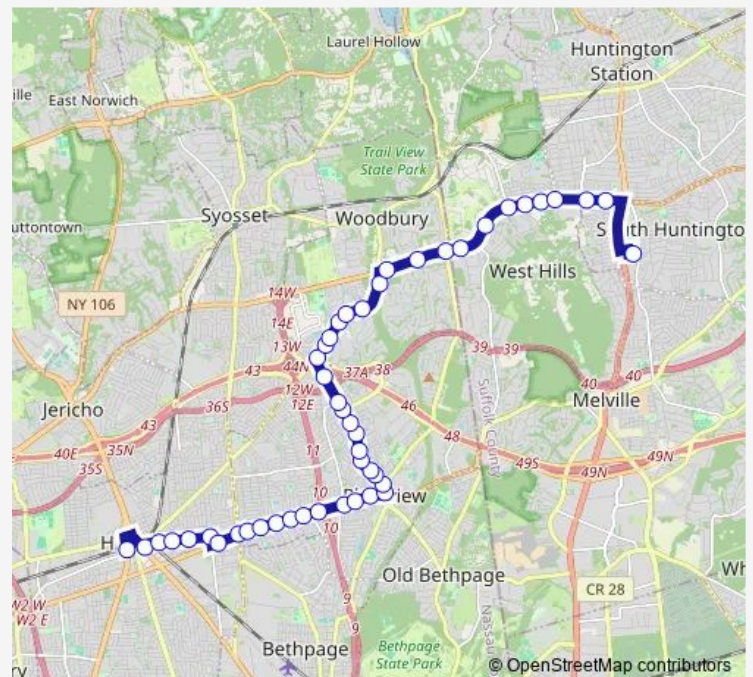 Laurel Hollow
Huntington
Station
ille
East Norwich
Trail View
State Park
Syosset
Woodbury
uttontown
S
th Huntingto
West Hills
14W
NY 106
14E
13W
44N
43
37A
38
39
39
12W
12E
36S
Jericho
43
40E
35N
35S
46
40
40
Melville
Suffolk County
11
48
49S
49N
49N
10
view
10
H
Old Bethpage
CR 28
Wh
W2 W
W2 E
9
9
Nassau
Bethpage
Bethpage
State Park
ry
© OpenStreetMap contributors